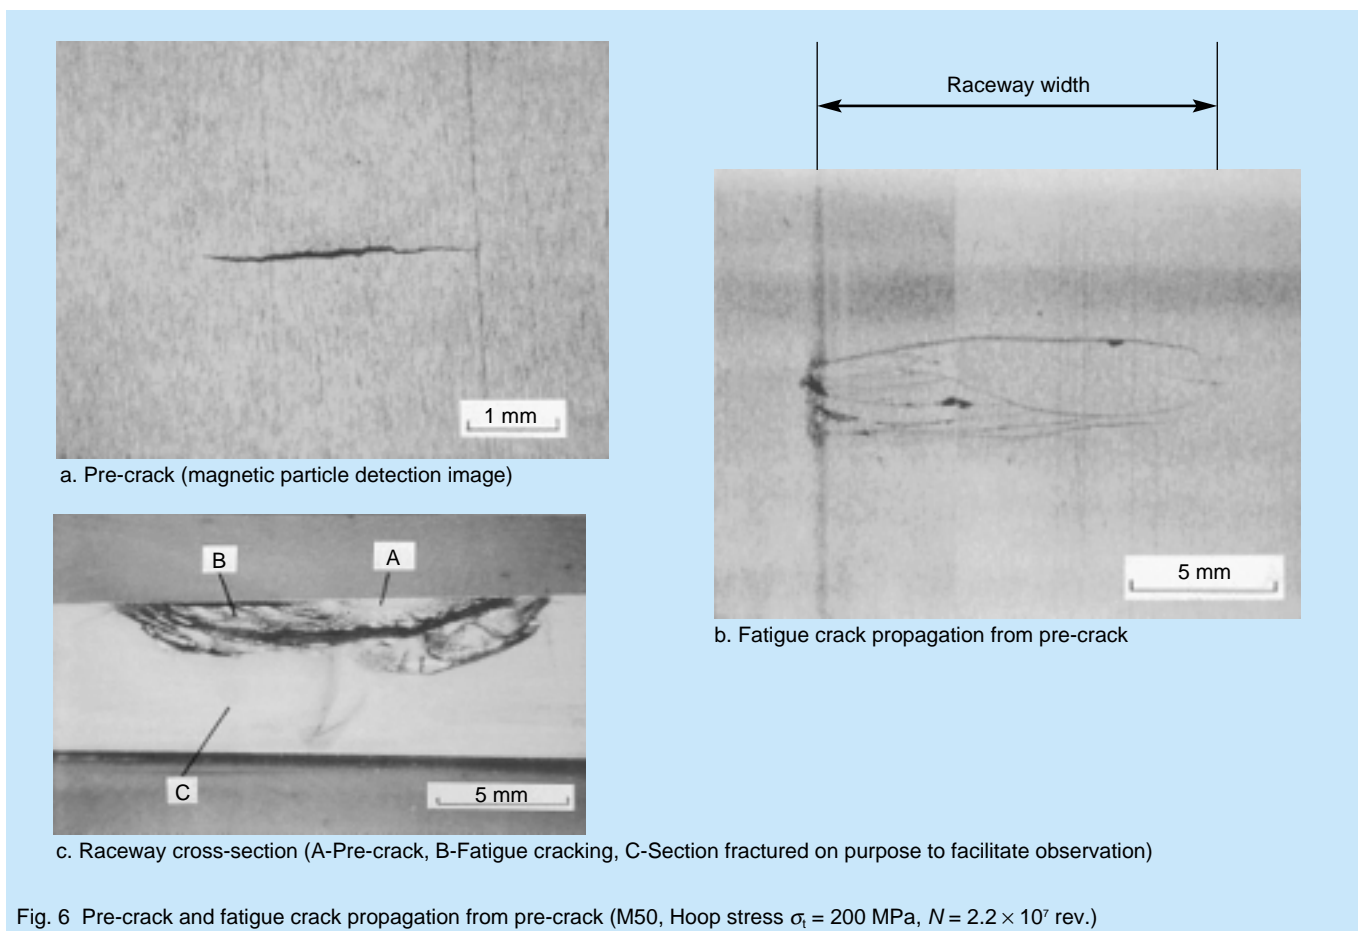 1 mm
a. Pre-crack (magnetic particle detection image)
Raceway width
5 mm
b. Fatigue crack propagation from pre-crack
B
A
C
5 mm
c. Raceway cross-section (A-Pre-crack, B-Fatigue cracking, C-Section fractured on purpose to facilitate observation)
Fig. 6 Pre-crack and fatigue crack propagation from pre-crack (M50, Hoop stress σt = 200 MPa, N = 2.2 × 10⁷ rev.)